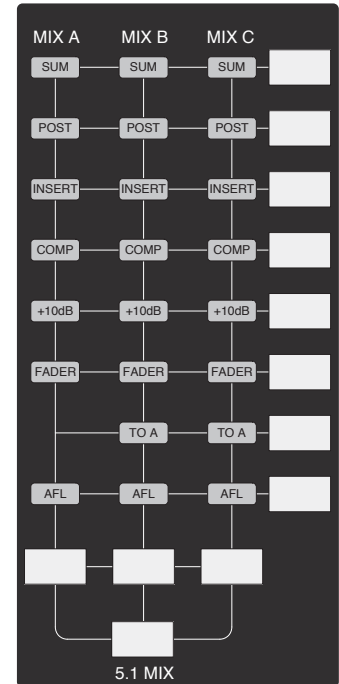 MIX A MIX B MIX C
SUM SUM SUM
POST POST POST
INSERT INSERT INSERT
COMP COMP COMP
+10dB +10dB +10dB
FADER FADER FADER
TO A TO A
AFL AFL AFL
5.1 MIX